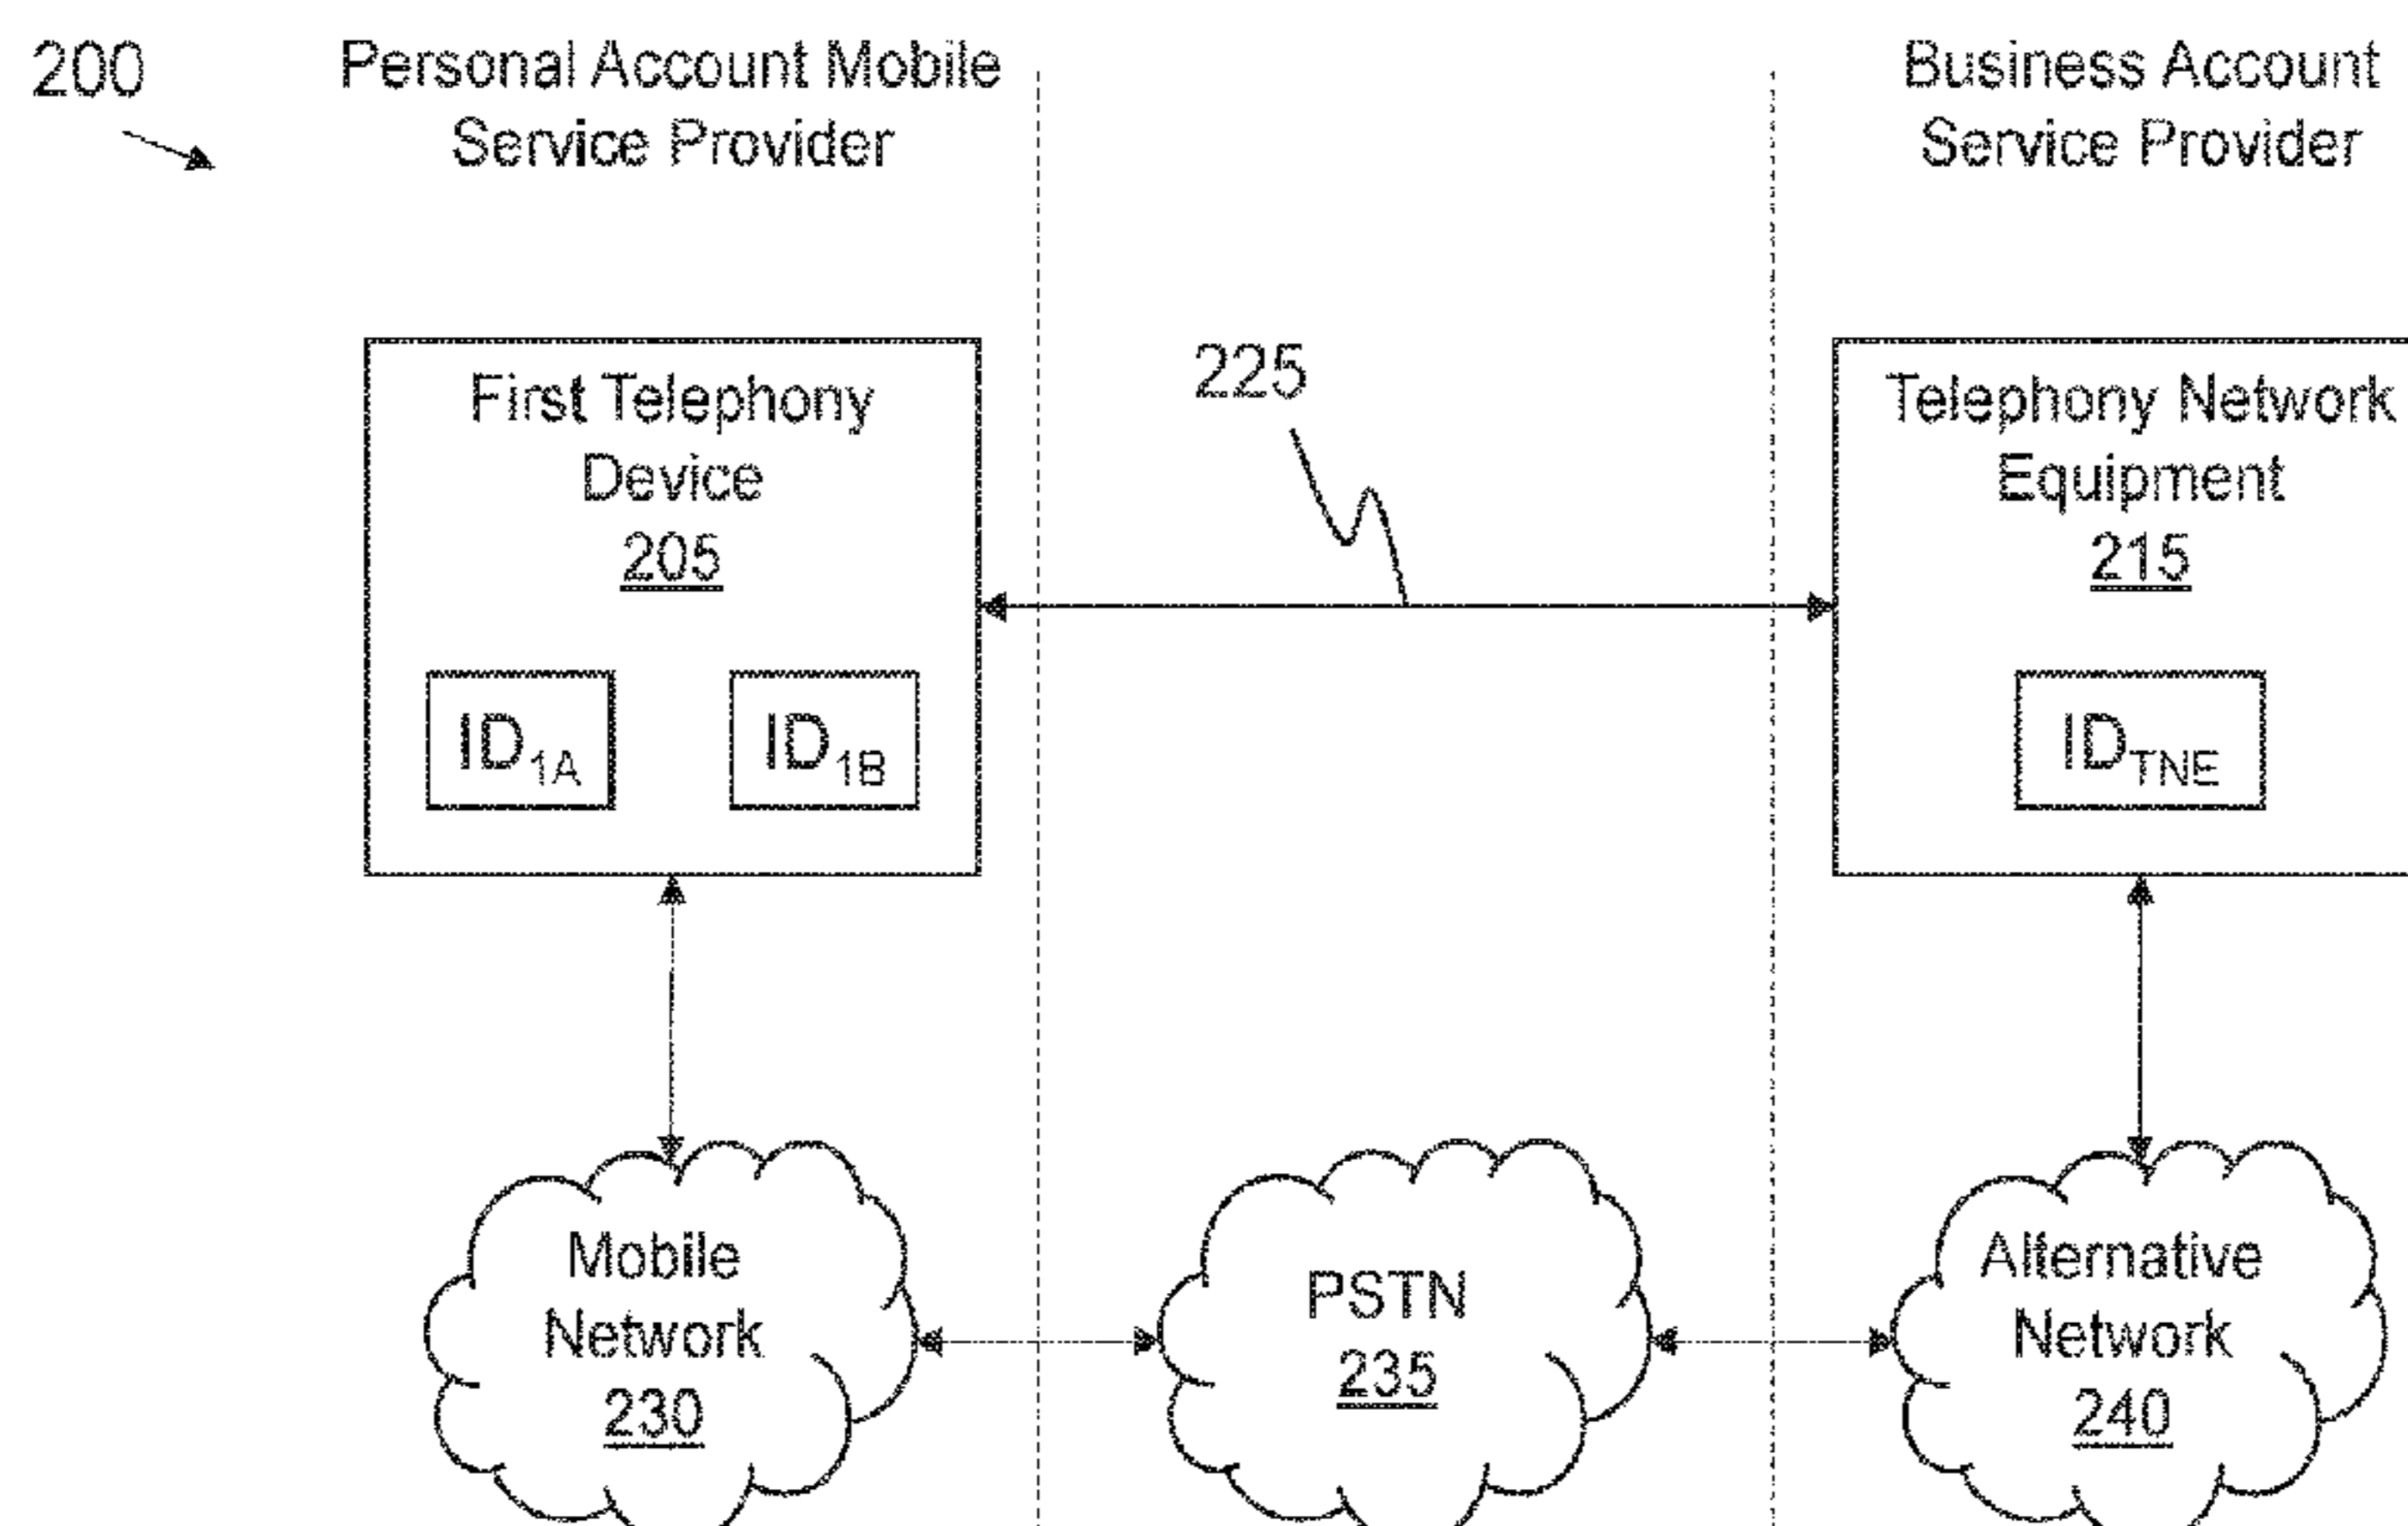 200
Personal Account Mobile
Service Provider
Business Account
Service Provider
First Telephony
Device
205
ID1A
ID1B
225
Telephony Network
Equipment
215
IDTNE
Mobile
Network
230
PSTN
235
Alternative
Network
240